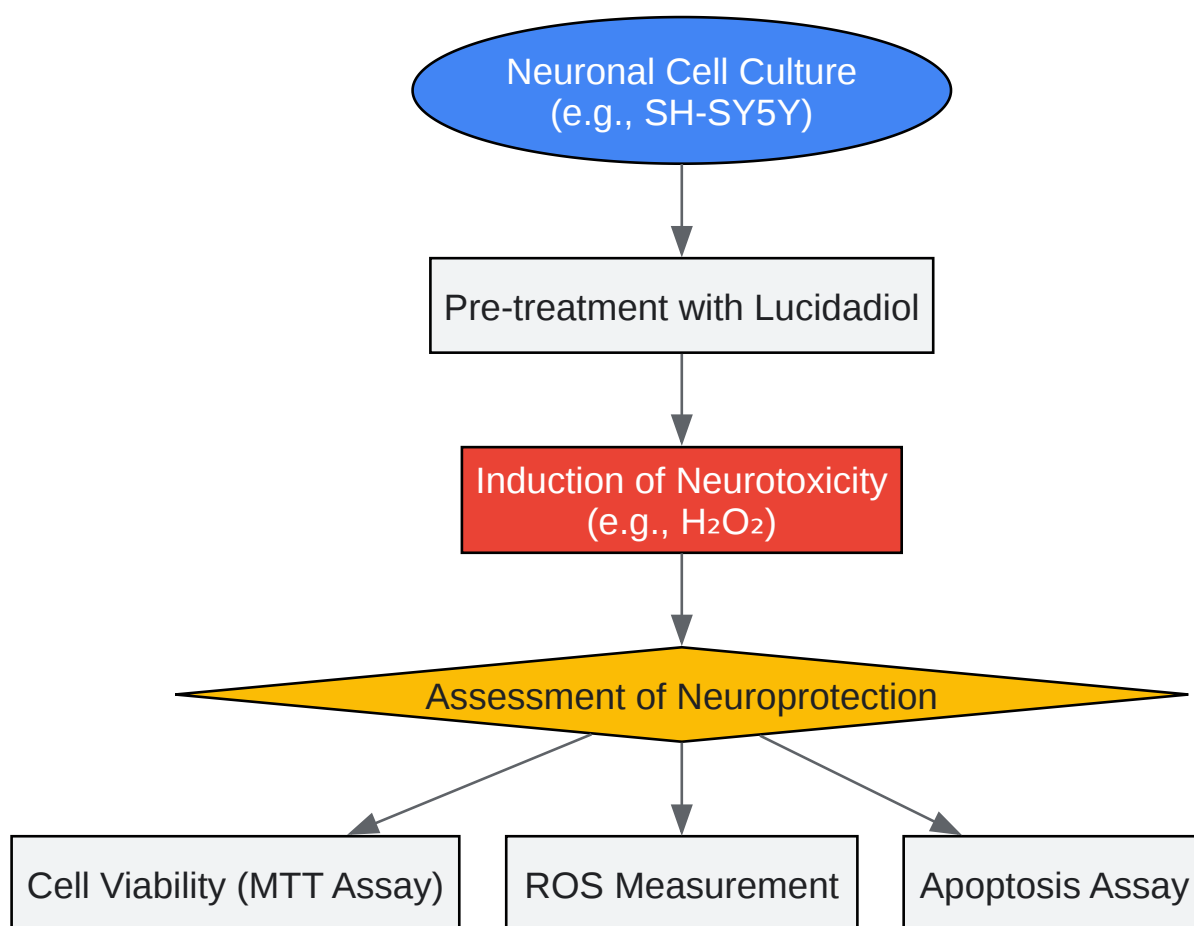 Neuronal Cell Culture
(e.g., SH-SY5Y)
Pre-treatment with Lucidadiol
Induction of Neurotoxicity
(e.g., H₂O₂)
Assessment of Neuroprotection
Cell Viability (MTT Assay)
ROS Measurement
Apoptosis Assay